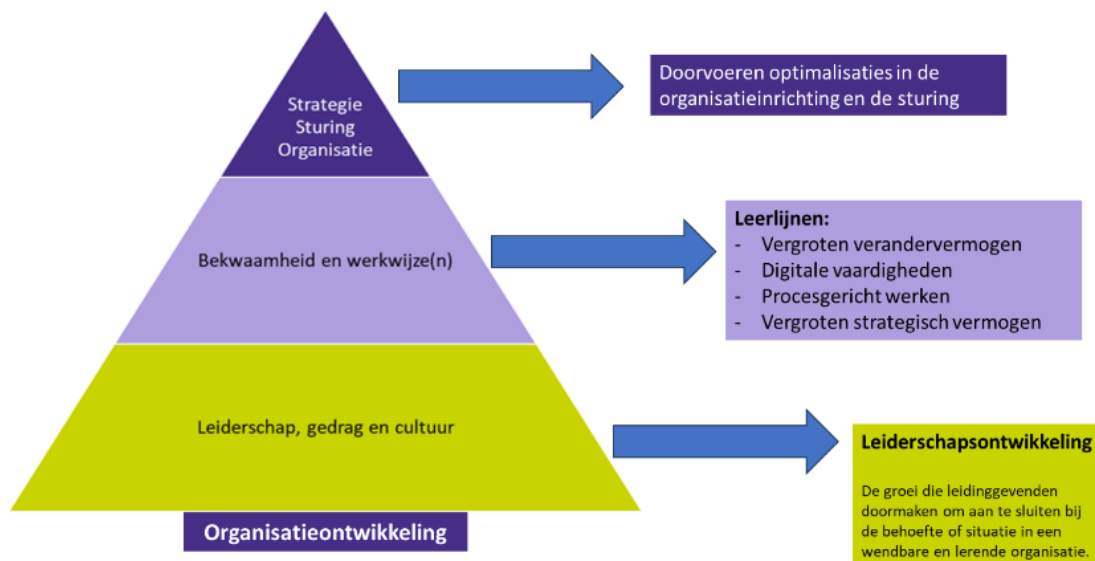 Strategie
Sturing
Organisatie
Doorvoeren optimalisaties in de
organisatieinrichting en de sturing
Bekwaamheid en werkwijze(n)
Leerlijnen:
- Vergroten verandervermogen
- Digitale vaardigheden
- Procesgericht werken
- Vergroten strategisch vermogen
Leiderschap, gedrag en cultuur
Leiderschapsontwikkeling
De groei die leidinggevenden
doormaken om aan te sluiten bij
de behoefte of situatie in een
wendbare en lerende organisatie.
Organisatieontwikkeling